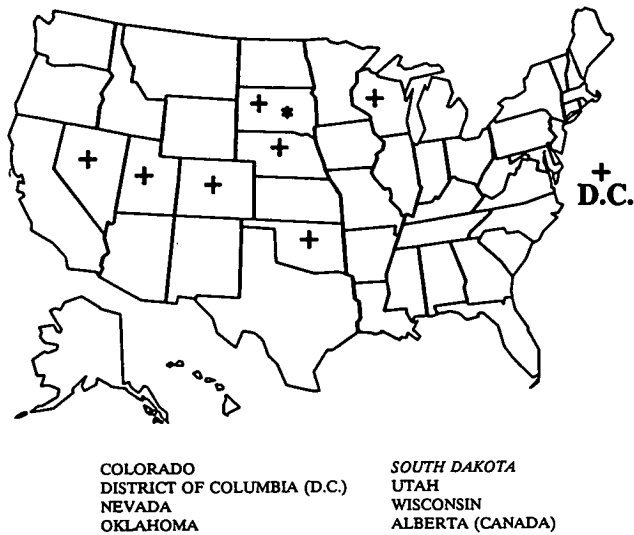 D.C.
COLORADO
DISTRICT OF COLUMBIA (D.C.)
NEVADA
OKLAHOMA
SOUTH DAKOTA
UTAH
WISCONSIN
ALBERTA (CANADA)